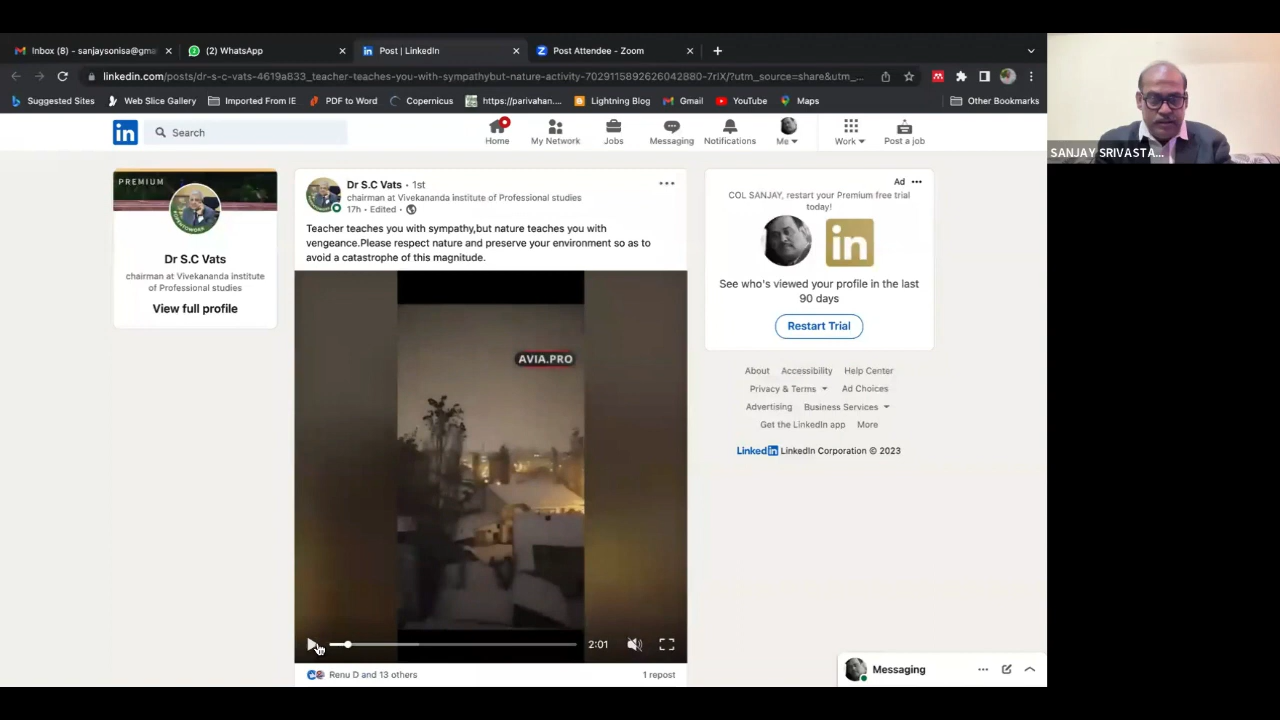 Inbox (8) - sanjaysonisa@gma
(2) WhatsApp
Post | LinkedIn
Post Attendee - Zoom
linkedin.com/posts/dr-s-c-vats-4619a833_teacher-teaches-you-with-sympathybut-nature-activity-7029115892626042880-7rIX/?utm_source=share&utm_...
Suggested Sites
Web Slice Gallery
Imported From IE
PDF to Word
Copernicus
https://parivahan....
Lightning Blog
Gmail
YouTube
Maps
Other Bookmarks
SANJAY SRIVASTA...
in
Search
Home
My Network
Jobs
Messaging
Notifications
Me
Work
Post a job
PREMIUM
Dr S.C Vats
chairman at Vivekananda institute
of Professional studies
View full profile
Dr S.C Vats • 1st
chairman at Vivekananda institute of Professional studies
17h • Edited •
Teacher teaches you with sympathy,but nature teaches you with
vengeance.Please respect nature and preserve your environment so as to
avoid a catastrophe of this magnitude.
AVIA.PRO
2:01
Renu D and 13 others
1 repost
Ad •••
COL SANJAY, restart your Premium free trial
today!
in
See who's viewed your profile in the last
90 days
Restart Trial
About Accessibility Help Center
Privacy & Terms Ad Choices
Advertising Business Services
Get the LinkedIn app More
LinkedIn LinkedIn Corporation © 2023
Messaging